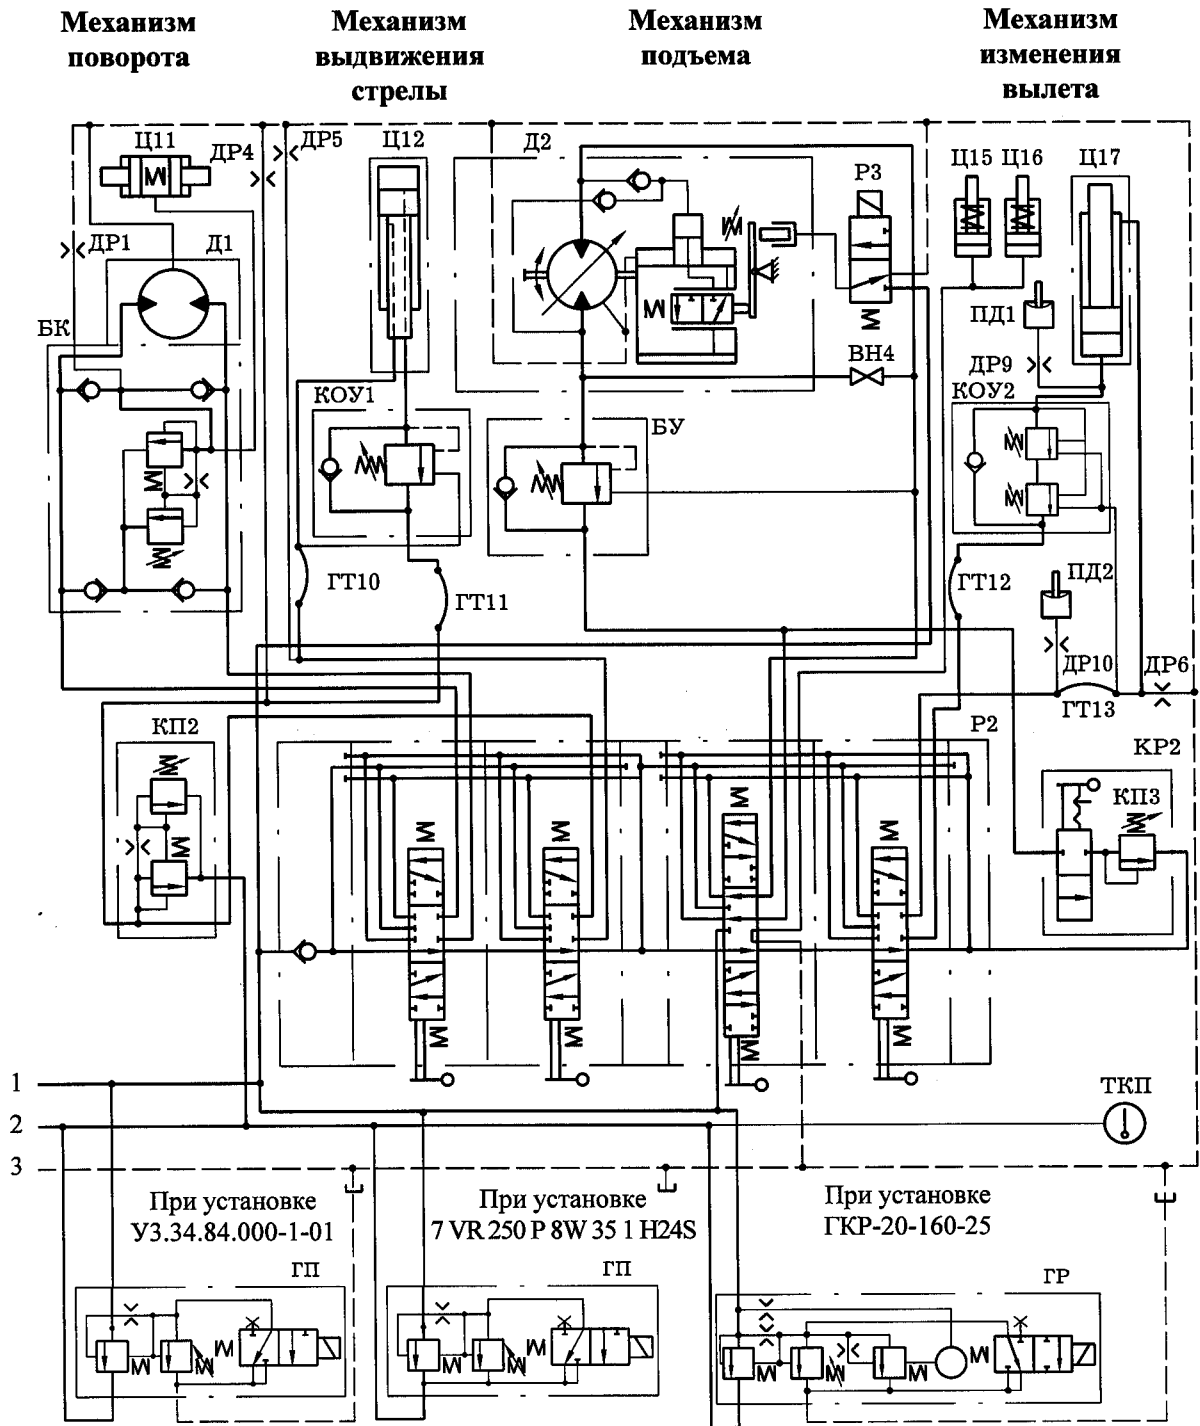 Механизм поворота
Механизм выдвижения стрелы
Механизм подъема
Механизм изменения вылета
Ц11
ДР4
ДР5
Ц12
Д2
Р3
Ц15
Ц16
Ц17
ДР1
Д1
БК
ПД1
ВН4
ДР9
КОУ1
БУ
КОУ2
ГТ10
ГТ11
ГТ12
ПД2
ДР10
ДР6
ГТ13
КП2
Р2
КР2
КП3
1
2
3
ТКП
При установке
У3.34.84.000-1-01
При установке
7 VR 250 P 8W 35 1 H24S
При установке
ГКР-20-160-25
ГП
ГП
ГР